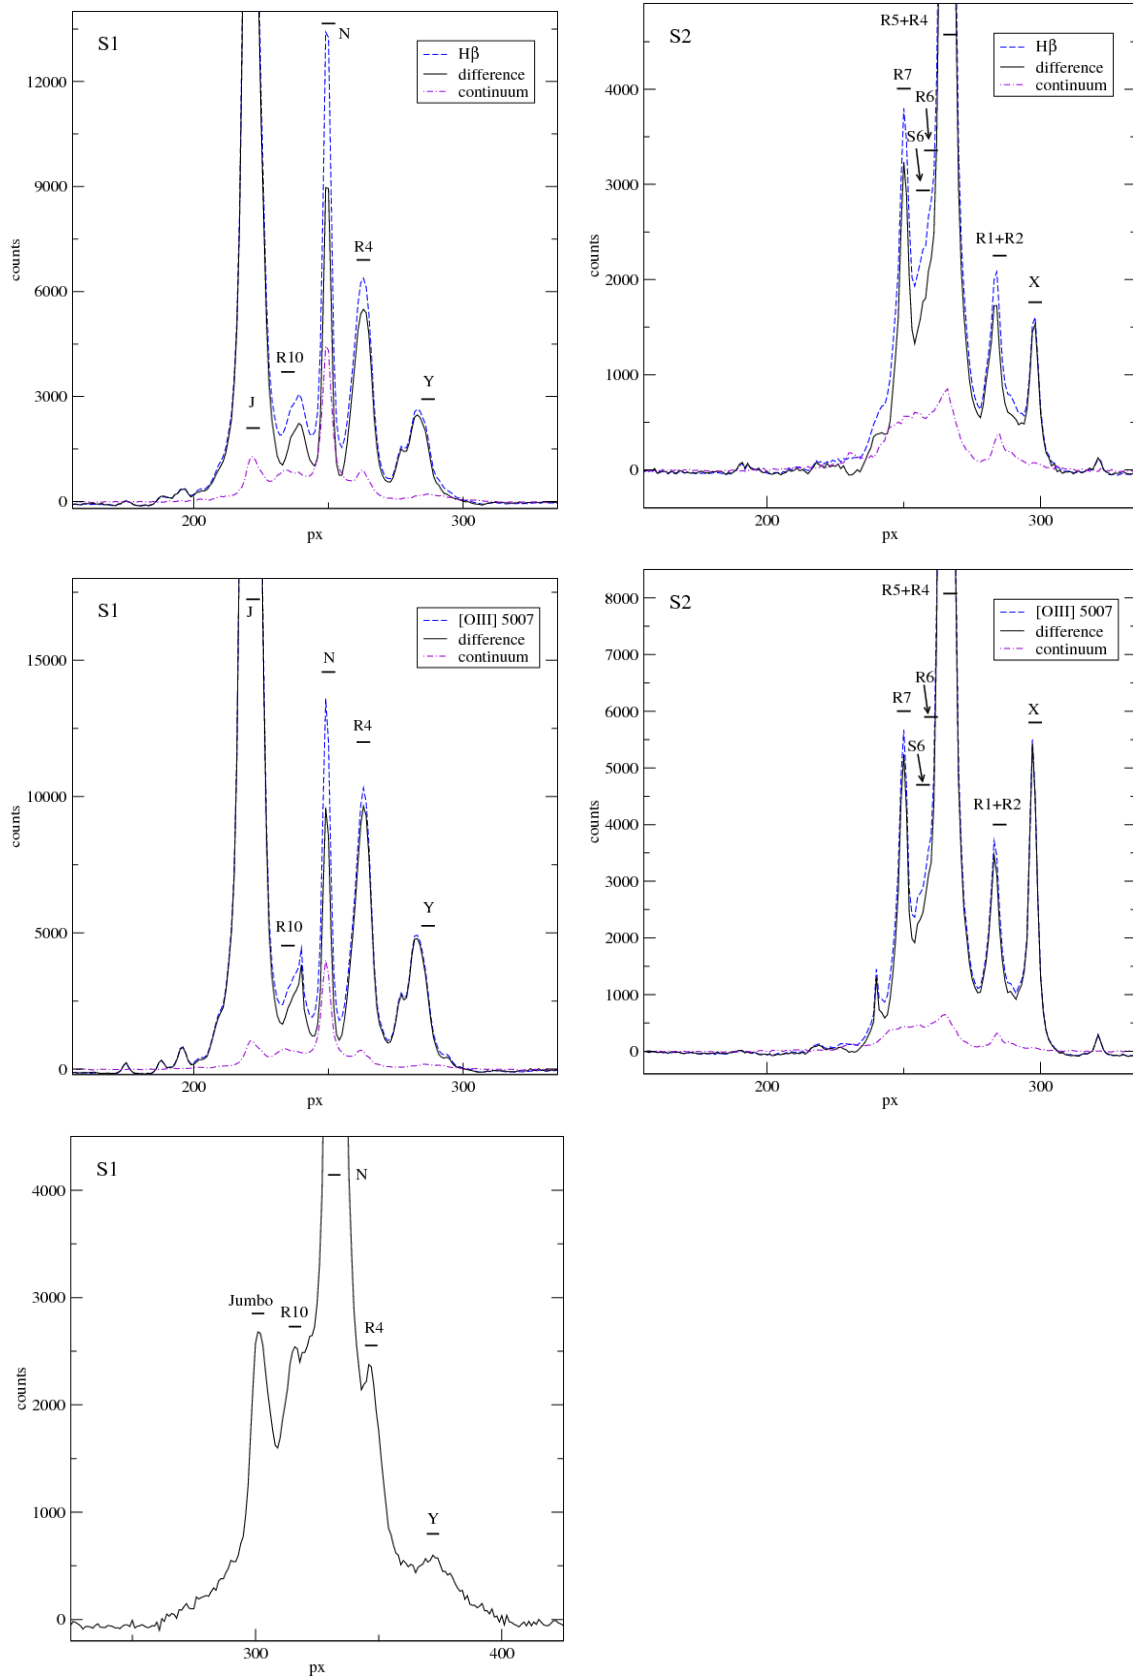 S1
N
Hβ
difference
continuum
12000
9000
R4
6000
R10
Y
J
3000
0
counts
200
300
px
S2
R5+R4
Hβ
difference
continuum
R7
R6
S6
4000
3000
R1+R2
X
2000
1000
0
counts
200
300
px
S1
J
[OIII] 5007
difference
continuum
N
15000
R4
10000
R10
Y
5000
0
counts
200
300
px
S2
R5+R4
[OIII] 5007
difference
continuum
8000
7000
R6
R7
X
6000
S6
5000
R1+R2
4000
3000
2000
1000
0
counts
200
300
px
S1
N
4000
3000
Jumbo
R10
R4
2000
1000
Y
0
counts
300
400
px